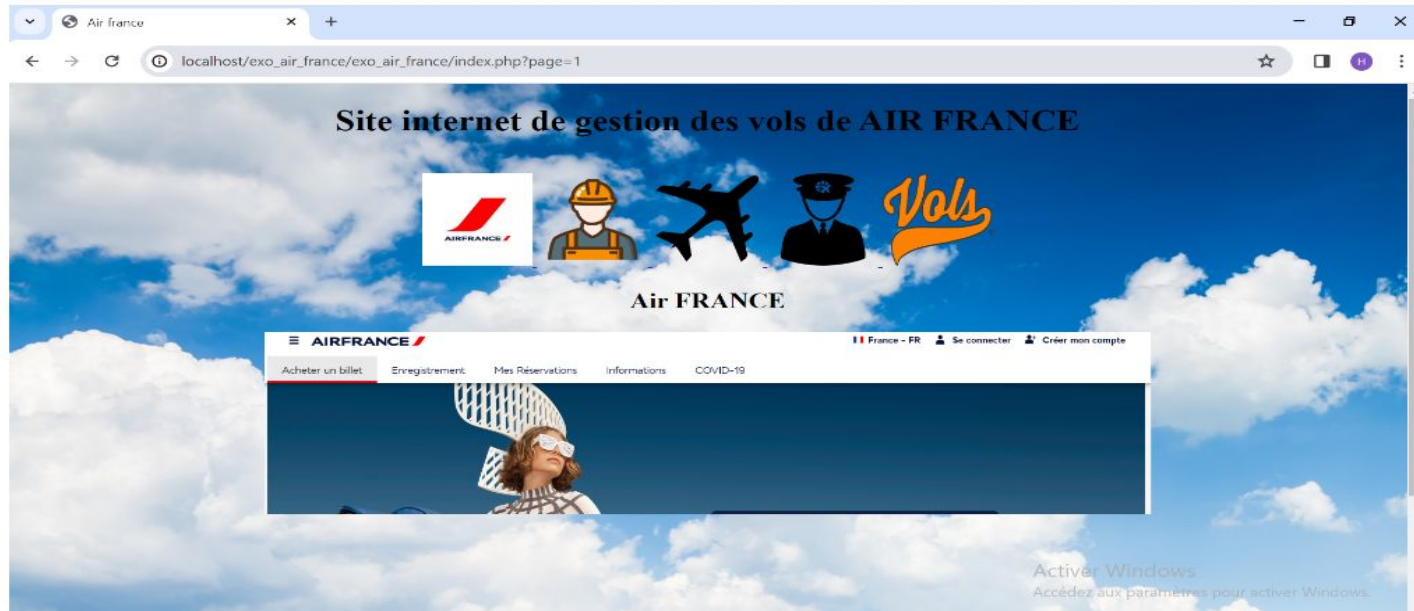 Air france
localhost/exo_air_france/exo_air_france/index.php?page=1
H
Site internet de gestion des vols de AIR FRANCE
AIRFRANCE
Vols
Air FRANCE
AIRFRANCE
France - FR Se connecter Créer mon compte
Acheter un billet Enregistrement Mes Réservations Informations COVID-19
Activer Windows
Accédez aux paramètres pour activer Windows.